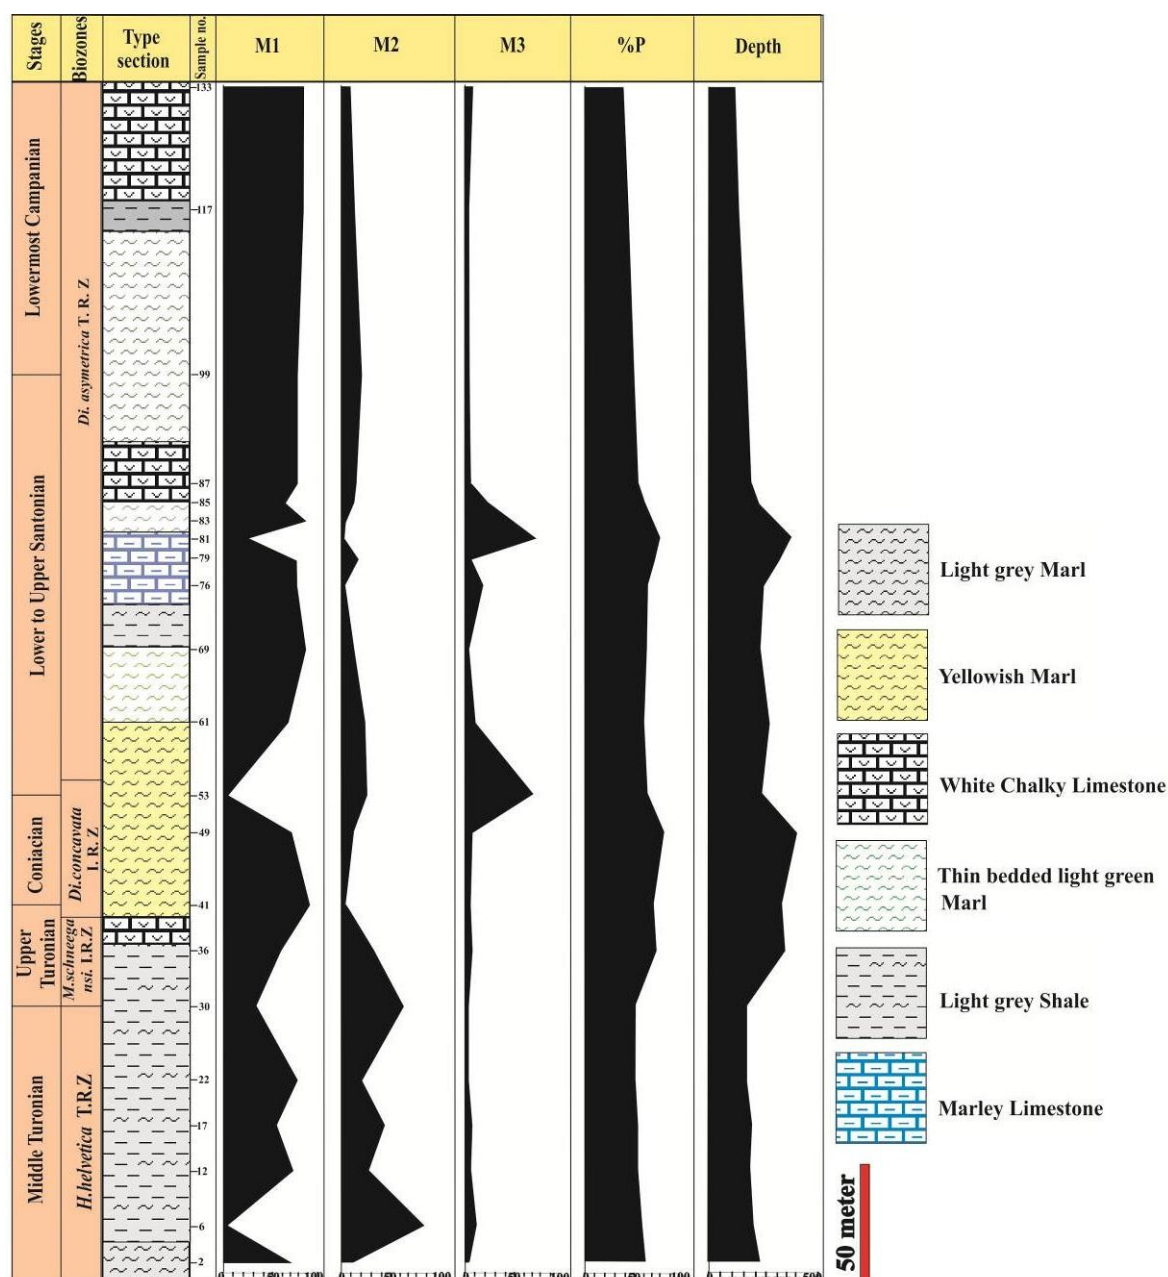 Stages
Biozones
Type
section
Sample no.
M1
M2
M3
%P
Depth
Lowermost Campanian
Lower to Upper Santonian
Coniacian
Upper
Turonian
Middle Turonian
Di. asymetrica T. R. Z
Di.concavata
I. R. Z
M.schneega
nsi. I.R.Z
H.helvetica T.R.Z
133
117
99
87
85
83
81
79
76
69
61
53
49
41
36
30
22
17
12
6
2
Light grey Marl
Yellowish Marl
White Chalky Limestone
Thin bedded light green
Marl
Light grey Shale
Marley Limestone
50 meter